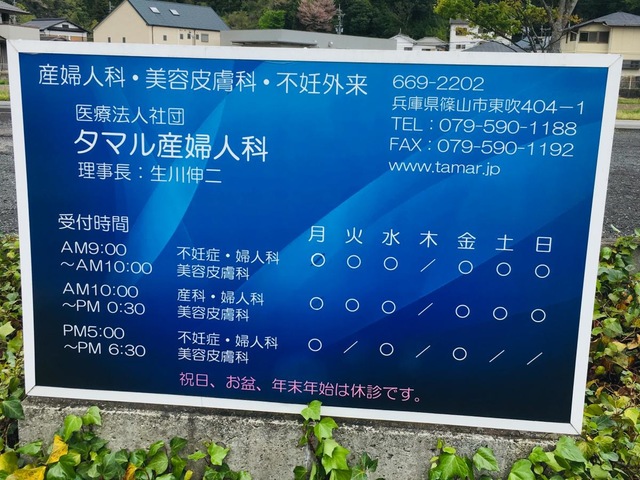 産婦人科・美容皮膚科・不妊外来
医療法人社団
タマル産婦人科
理事長：生川伸二
669-2202
兵庫県篠山市東吹404－1
TEL：079-590-1188
FAX：079-590-1192
www.tamar.jp
受付時間
月 火 水 木 金 土 日
AM9:00 ～AM10:00 不妊症・婦人科 美容皮膚科 ○ ○ ○ ／ ○ ○ ○
AM10:00 ～PM 0:30 産科・婦人科 美容皮膚科 ○ ○ ○ ／ ○ ○ ○
PM5:00 ～PM 6:30 不妊症・婦人科 美容皮膚科 ○ ／ ○ ／ ○ ／ ／
祝日、お盆、年末年始は休診です。